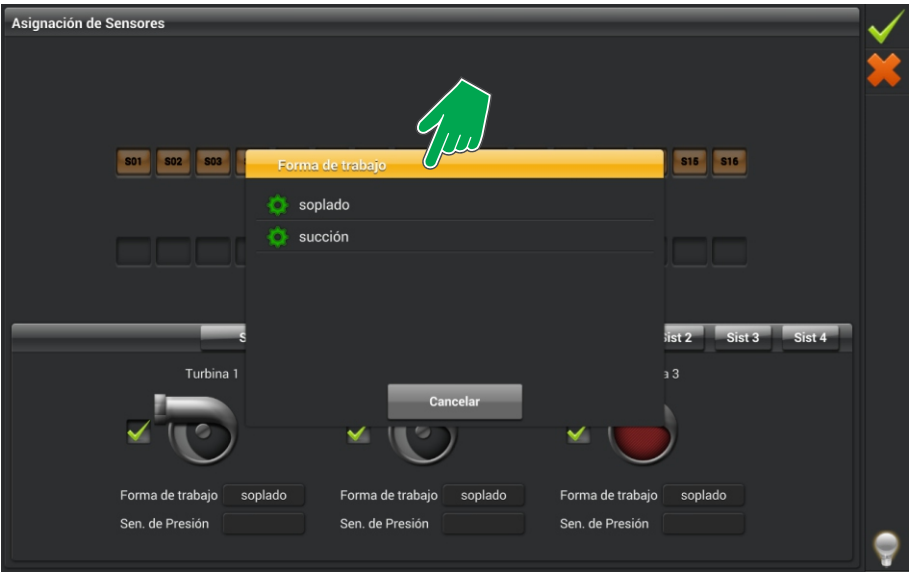 Asignación de Sensores
S01 S02 S03 S15 S16
Forma de trabajo
soplado
succión
Sist 2 Sist 3 Sist 4
Turbina 1
Cancelar
Forma de trabajo soplado Forma de trabajo soplado Forma de trabajo soplado
Sen. de Presión Sen. de Presión Sen. de Presión